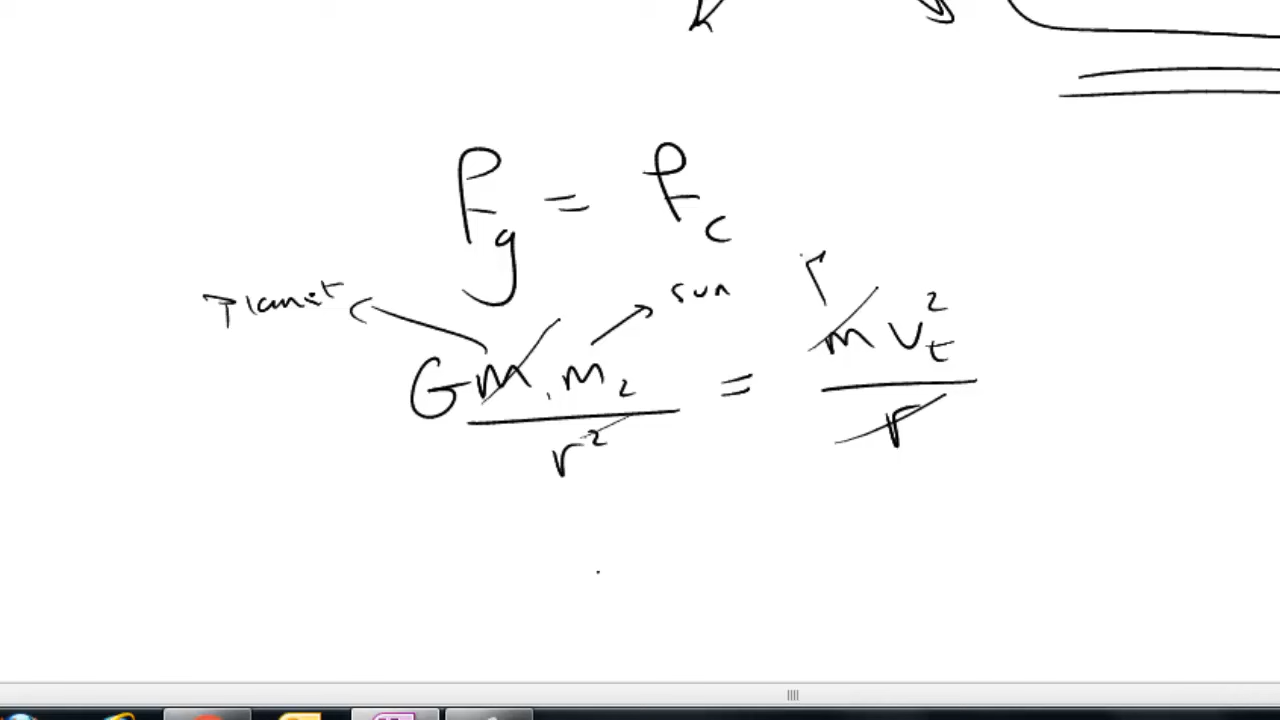 Fg = Fc
Planet
sun
Gm₁m₂ / r² = mvₜ² / r